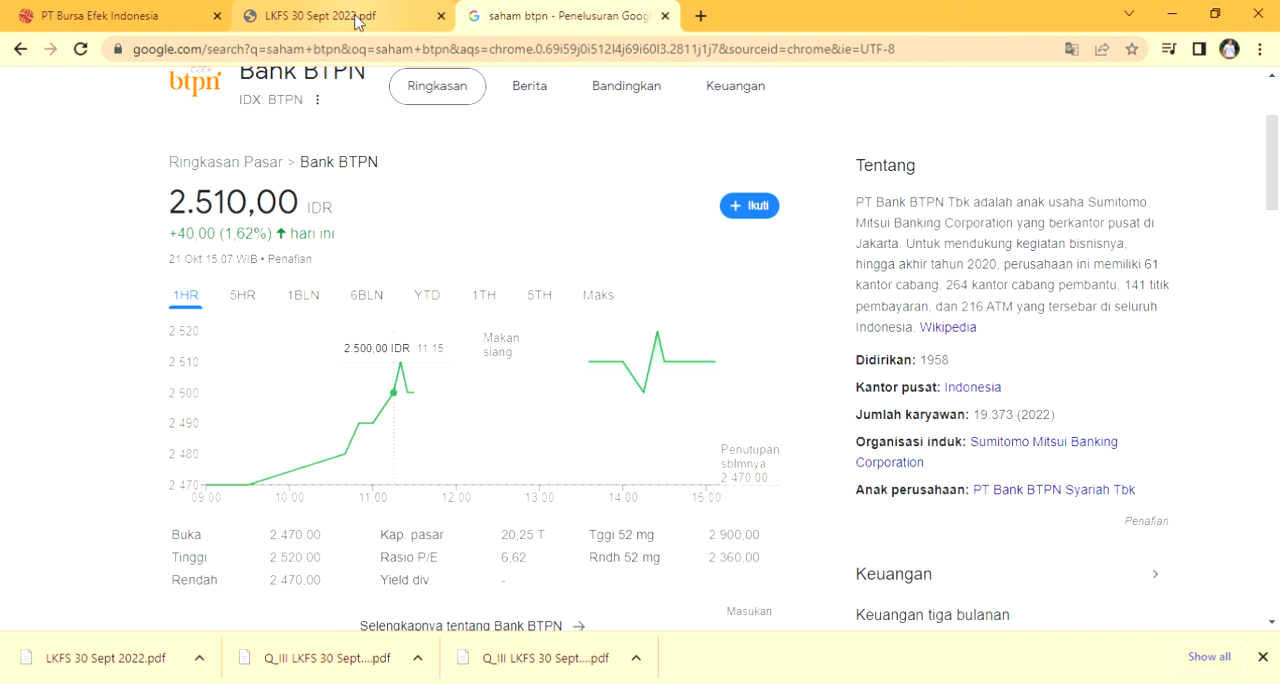 PT Bursa Efek Indonesia
LKFS 30 Sept 2022.pdf
saham btpn - Penelusuran Goog
google.com/search?q=saham+btpn&oq=saham+btpn&aqs=chrome.0.69i59j0i512l4j69i60l3.2811j1j7&sourceid=chrome&ie=UTF-8
btpn
Bank BTPN
IDX: BTPN
Ringkasan
Berita
Bandingkan
Keuangan
Ringkasan Pasar > Bank BTPN
2.510,00 IDR
+40,00 (1,62%) ↑ hari ini
21 Okt 15.07 WIB • Penafian
+ Ikuti
1HR
5HR
1BLN
6BLN
YTD
1TH
5TH
Maks
2.520
2.510
2.500
2.490
2.480
2.470
2.500,00 IDR 11.15
Makan
siang
Penutupan
sblmnya
2.470,00
09.00
10.00
11.00
12.00
13.00
14.00
15.00
Buka 2.470,00
Kap. pasar 20,25 T
Tggi 52 mg 2.900,00
Tinggi 2.520,00
Rasio P/E 6,62
Rndh 52 mg 2.360,00
Rendah 2.470,00
Yield div. -
Masukan
Selengkapnya tentang Bank BTPN →
Tentang
PT Bank BTPN Tbk adalah anak usaha Sumitomo
Mitsui Banking Corporation yang berkantor pusat di
Jakarta. Untuk mendukung kegiatan bisnisnya,
hingga akhir tahun 2020, perusahaan ini memiliki 61
kantor cabang, 264 kantor cabang pembantu, 141 titik
pembayaran, dan 216 ATM yang tersebar di seluruh
Indonesia. Wikipedia
Didirikan: 1958
Kantor pusat: Indonesia
Jumlah karyawan: 19.373 (2022)
Organisasi induk: Sumitomo Mitsui Banking
Corporation
Anak perusahaan: PT Bank BTPN Syariah Tbk
Penafian
Keuangan
Keuangan tiga bulanan
LKFS 30 Sept 2022.pdf
Q_III LKFS 30 Sept....pdf
Q_III LKFS 30 Sept....pdf
Show all